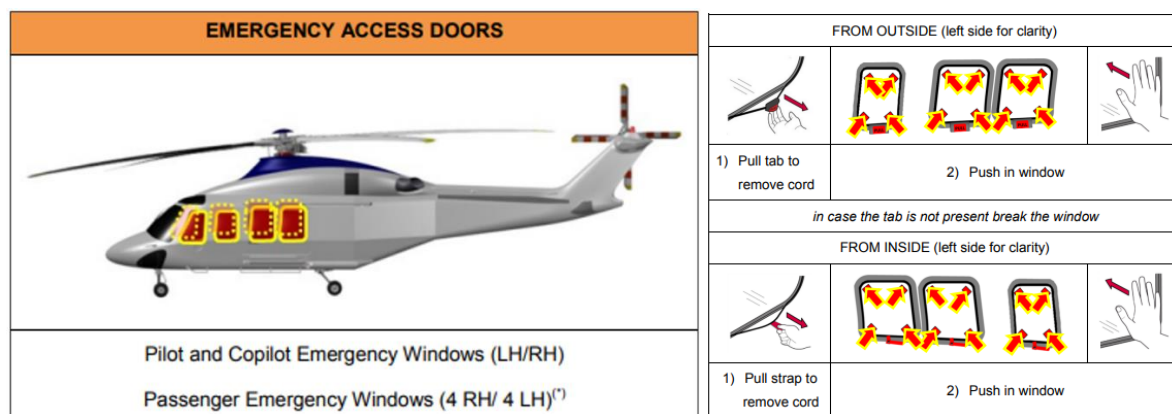 EMERGENCY ACCESS DOORS
Pilot and Copilot Emergency Windows (LH/RH)
Passenger Emergency Windows (4 RH/ 4 LH)(*)
FROM OUTSIDE (left side for clarity)
1) Pull tab to
remove cord
2) Push in window
in case the tab is not present break the window
FROM INSIDE (left side for clarity)
1) Pull strap to
remove cord
2) Push in window